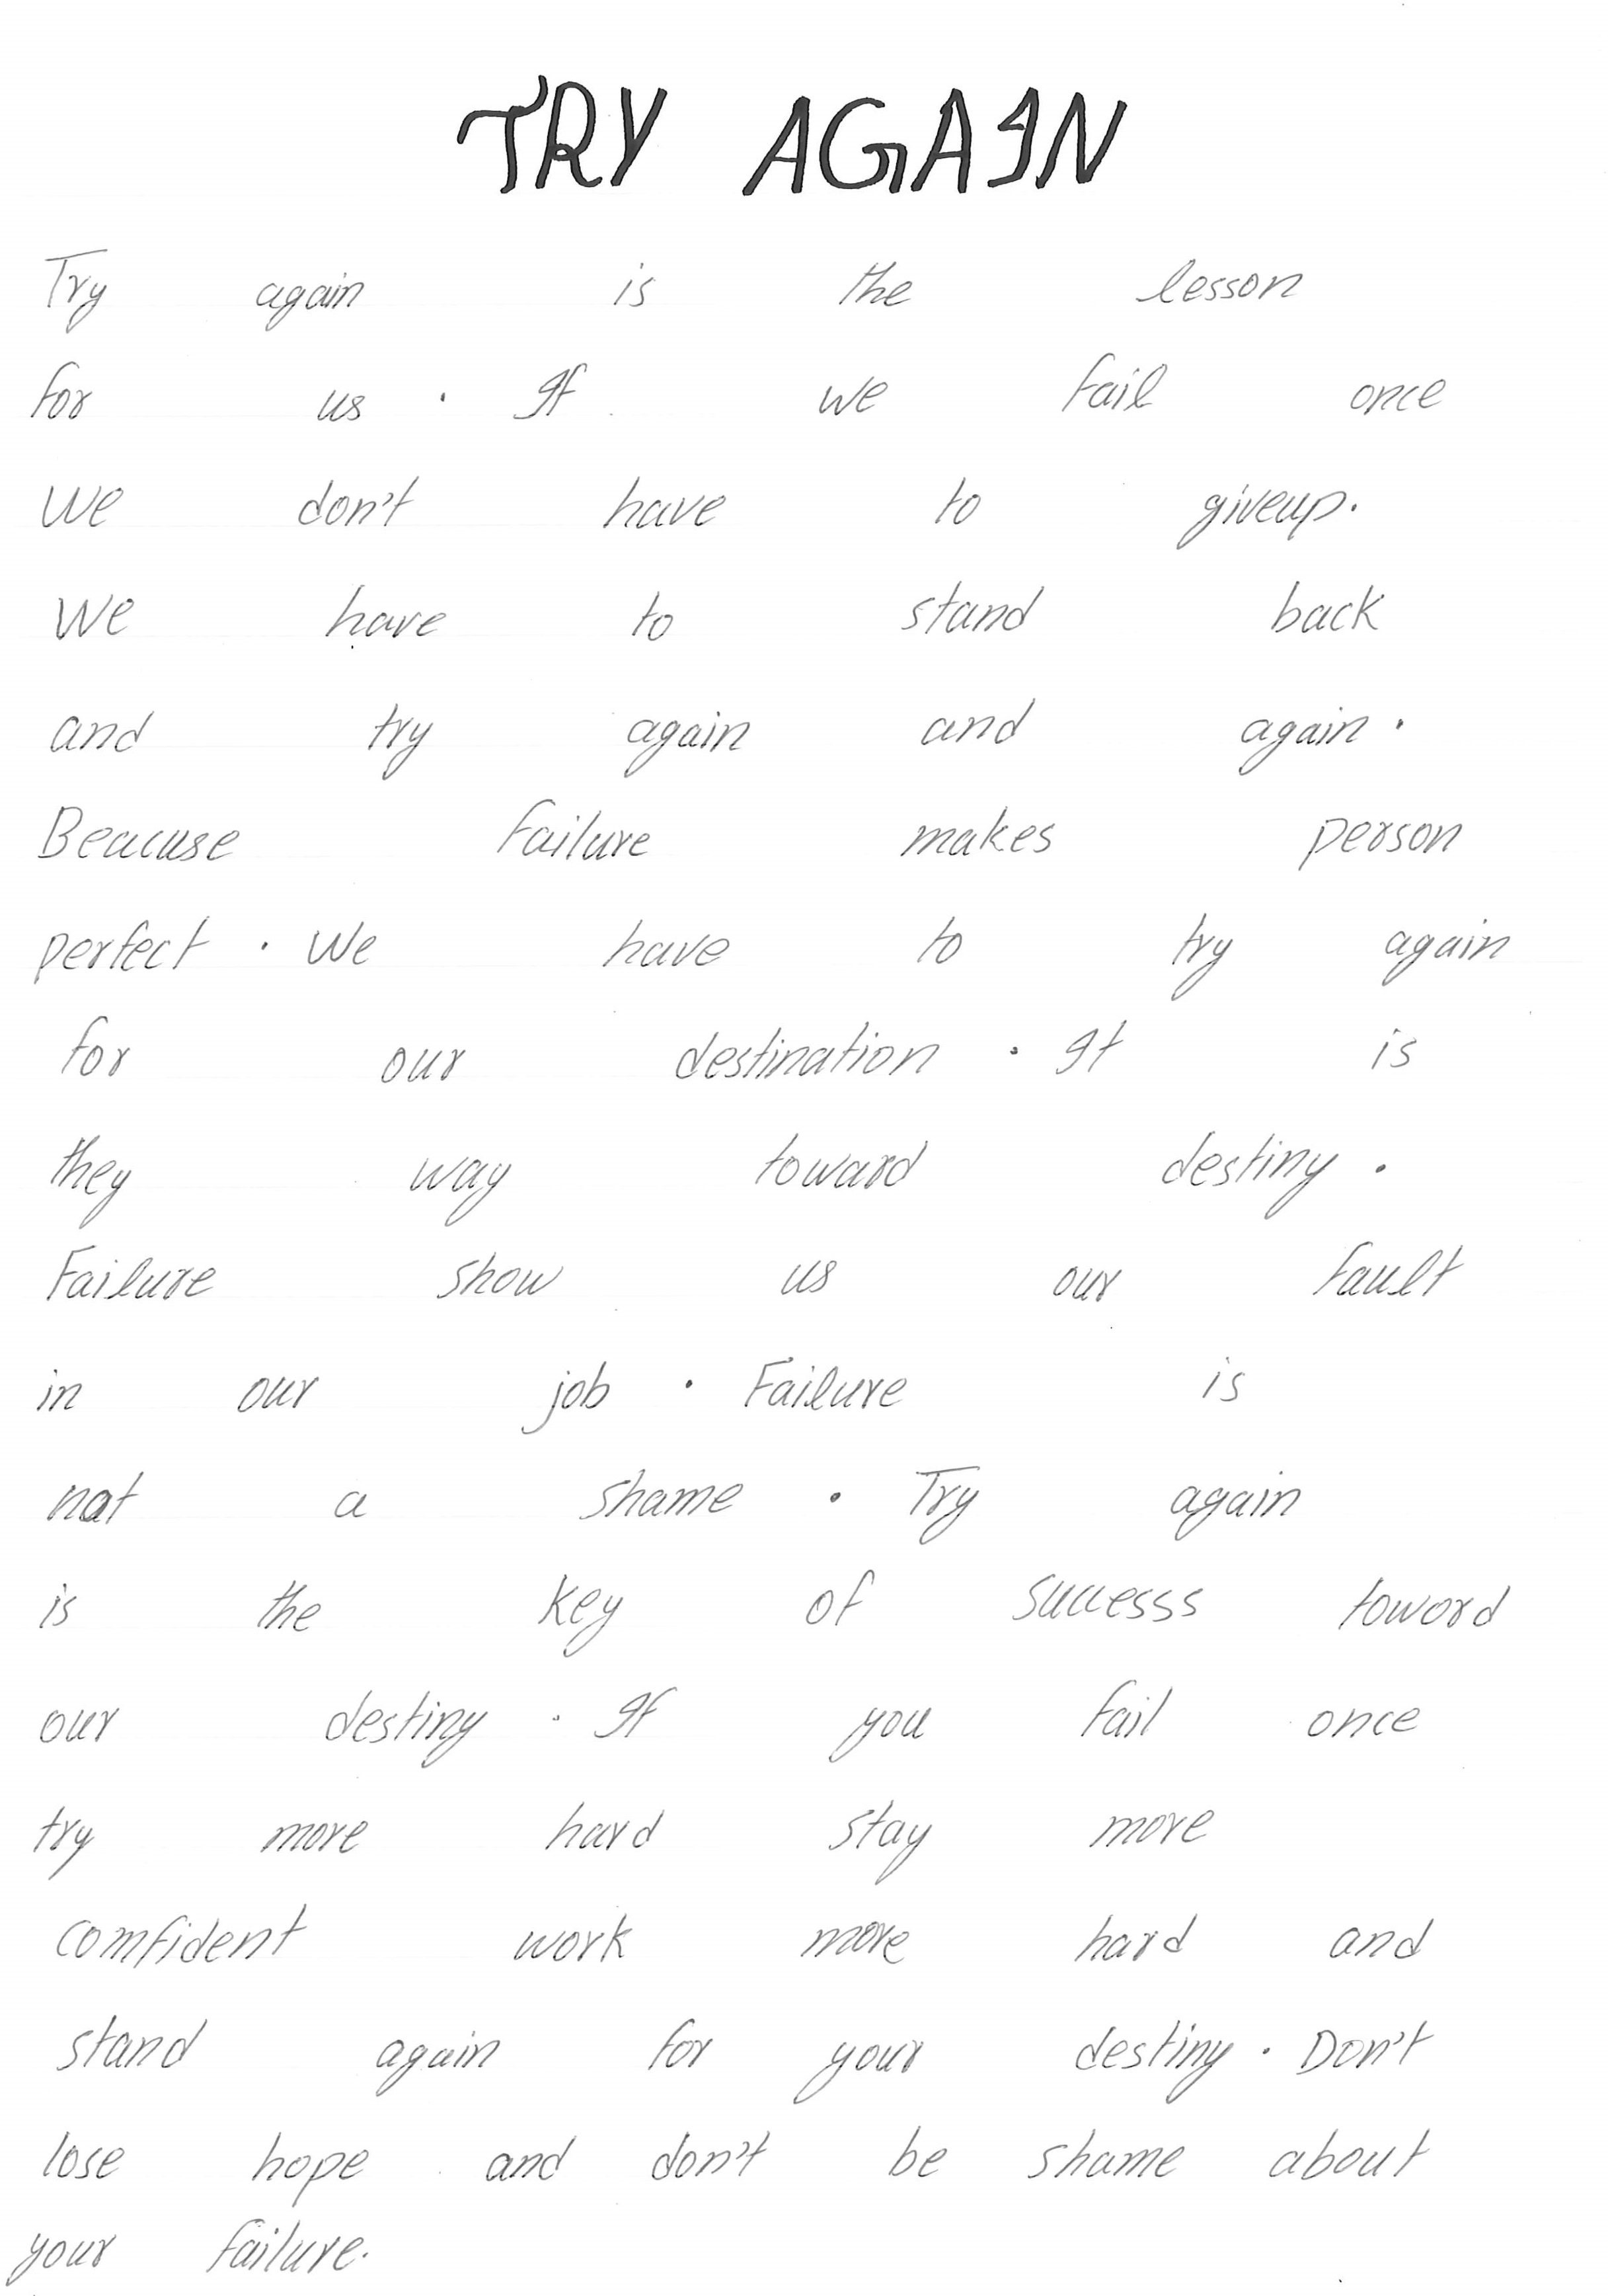 TRY AGAIN
Try again is the lesson
for us . If we fail once
we don't have to giveup.
We have to stand back
and try again and again .
Beacuse failure makes person
perfect . We have to try again
for our destination . It is
they way toward destiny .
Failure show us our fault
in our job . Failure is
not a shame . Try again
is the key of successs toword
our destiny . If you fail once
try more hard stay more
comfident work more hard and
stand again for your destiny . Don't
lose hope and don't be shame about
your failure.